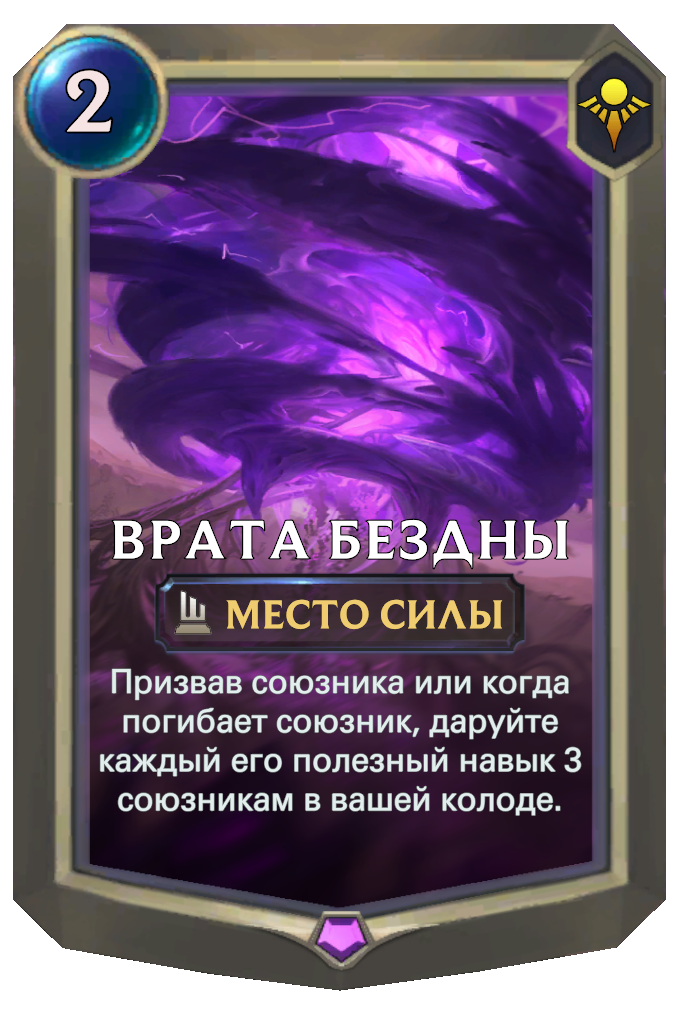 2
ВРАТА БЕЗДНЫ
МЕСТО СИЛЫ
Призвав союзника или когда
погибает союзник, даруйте
каждый его полезный навык 3
союзникам в вашей колоде.